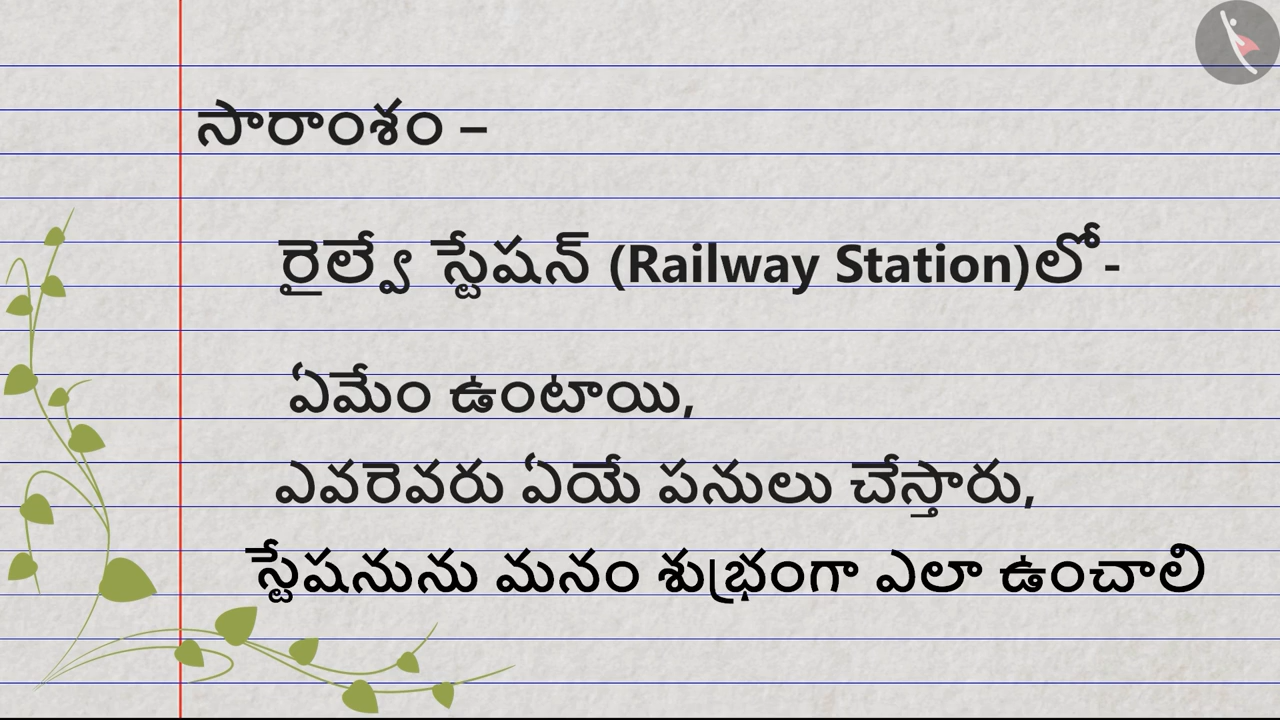 సారాంశం –
రైల్వే స్టేషన్ (Railway Station)లో -
ఏమేం ఉంటాయి,
ఎవరెవరు ఏయే పనులు చేస్తారు,
స్టేషనును మనం శుభ్రంగా ఎలా ఉంచాలి